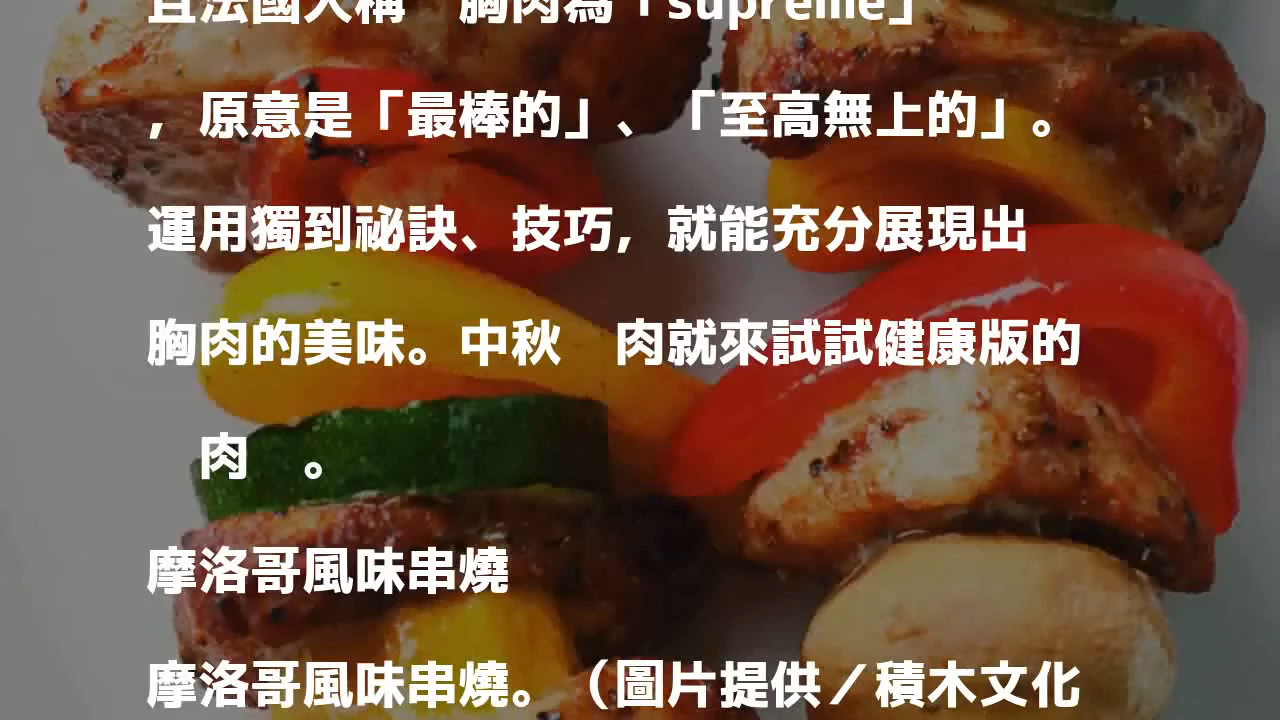 且法國人稱　胸肉為「supreme」
，原意是「最棒的」、「至高無上的」。
運用獨到祕訣、技巧，就能充分展現出
胸肉的美味。中秋　肉就來試試健康版的
肉　。
摩洛哥風味串燒
摩洛哥風味串燒。（圖片提供／積木文化